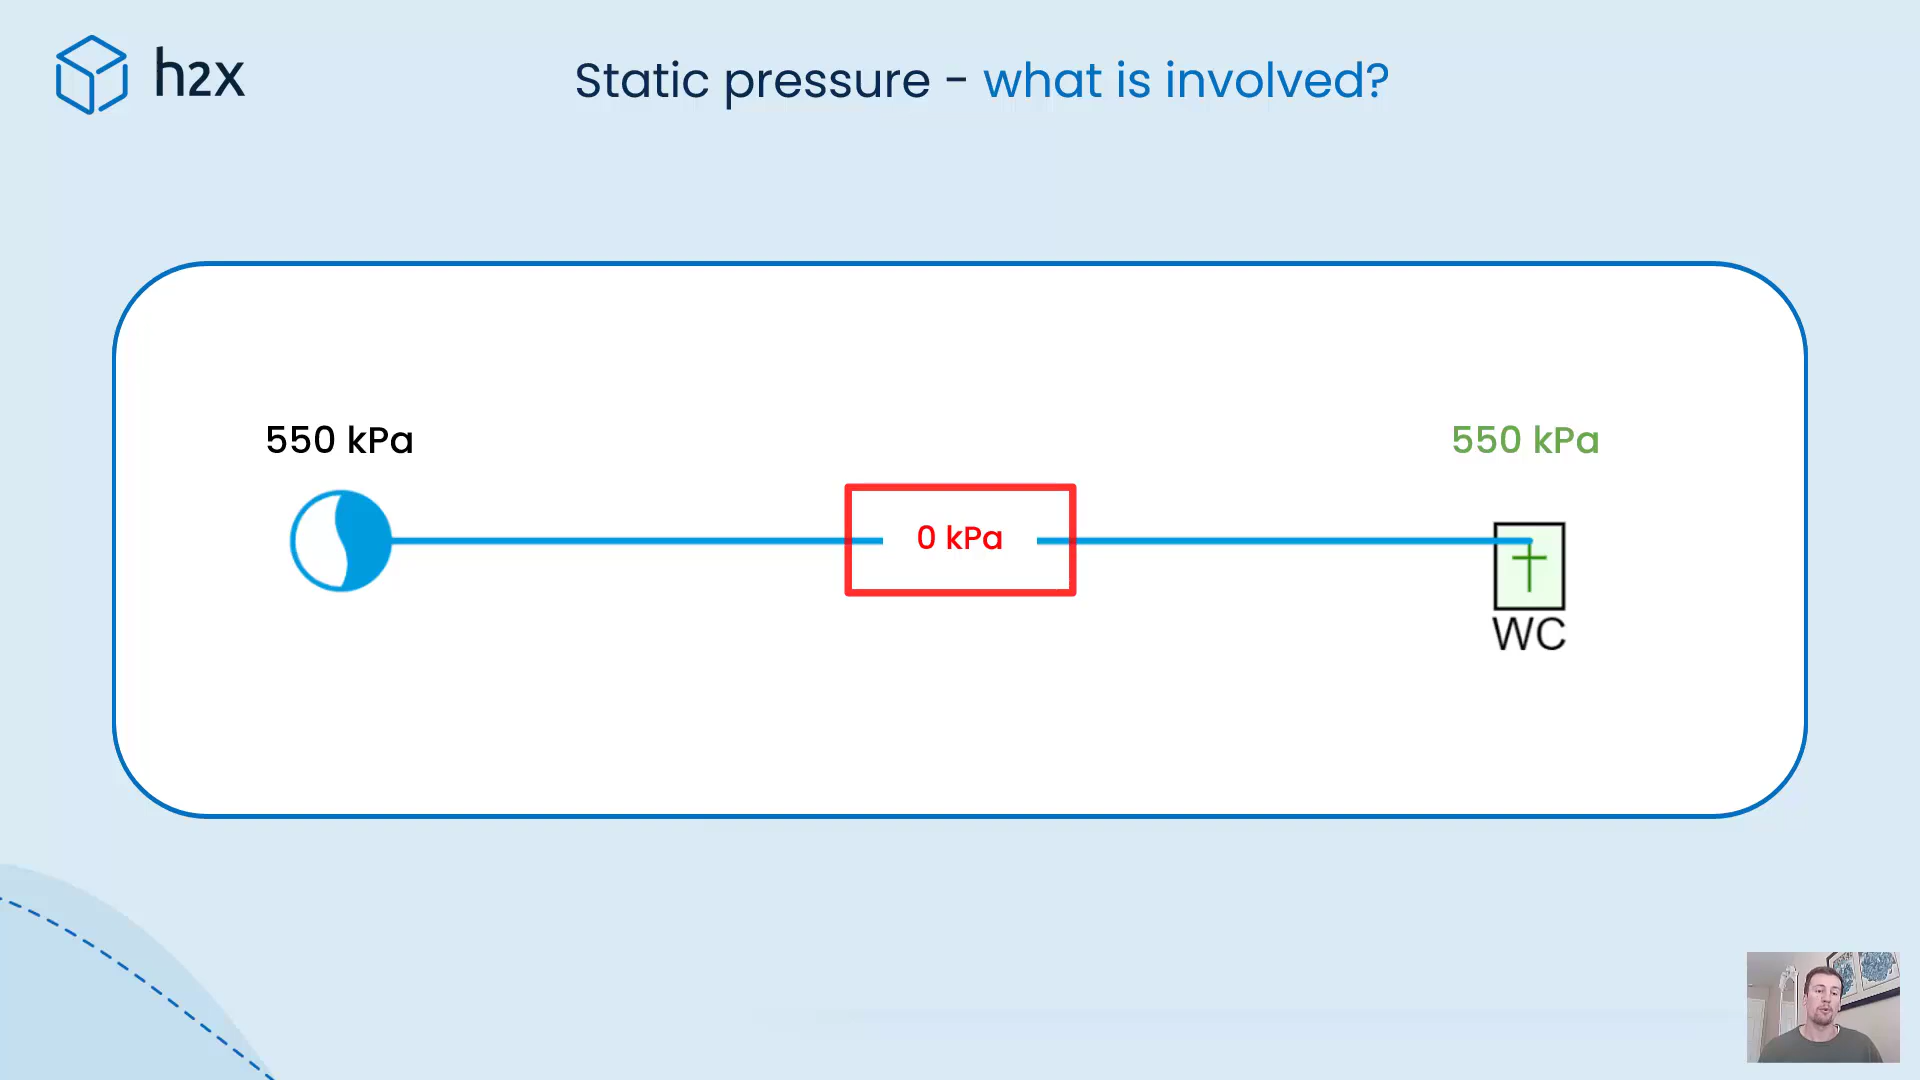 h2x
Static pressure - what is involved?
550 kPa
550 kPa
0 kPa
WC